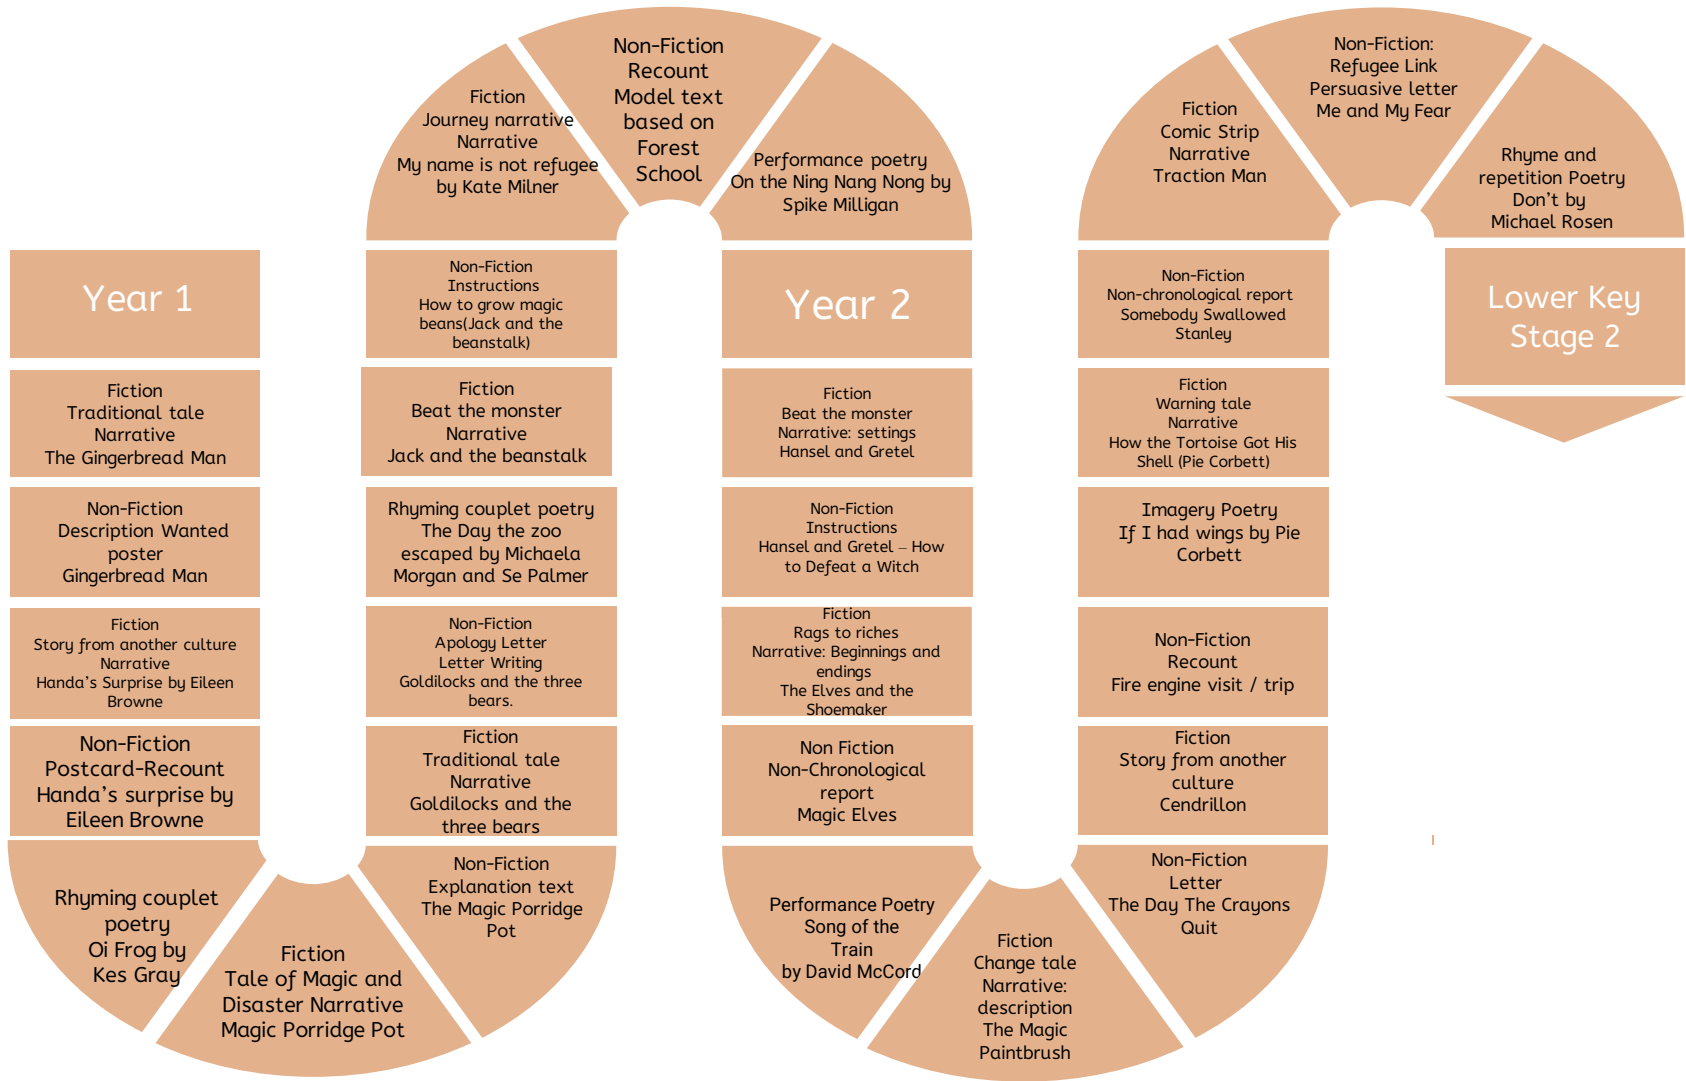 Year 1
Fiction
Traditional tale
Narrative
The Gingerbread Man
Non-Fiction
Description Wanted
poster
Gingerbread Man
Fiction
Story from another culture
Narrative
Handa’s Surprise by Eileen
Browne
Non-Fiction
Postcard-Recount
Handa’s surprise by
Eileen Browne
Rhyming couplet
poetry
Oi Frog by
Kes Gray
Fiction
Tale of Magic and
Disaster Narrative
Magic Porridge Pot
Non-Fiction
Explanation text
The Magic Porridge
Pot
Fiction
Traditional tale
Narrative
Goldilocks and the
three bears
Non-Fiction
Apology Letter
Letter Writing
Goldilocks and the three
bears.
Rhyming couplet poetry
The Day the zoo
escaped by Michaela
Morgan and Se Palmer
Fiction
Beat the monster
Narrative
Jack and the beanstalk
Non-Fiction
Instructions
How to grow magic
beans(Jack and the
beanstalk)
Fiction
Journey narrative
Narrative
My name is not refugee
by Kate Milner
Non-Fiction
Recount
Model text
based on
Forest
School
Performance poetry
On the Ning Nang Nong by
Spike Milligan
Year 2
Fiction
Beat the monster
Narrative: settings
Hansel and Gretel
Non-Fiction
Instructions
Hansel and Gretel – How
to Defeat a Witch
Fiction
Rags to riches
Narrative: Beginnings and
endings
The Elves and the
Shoemaker
Non Fiction
Non-Chronological
report
Magic Elves
Performance Poetry
Song of the
Train
by David McCord
Fiction
Change tale
Narrative:
description
The Magic
Paintbrush
Non-Fiction
Letter
The Day The Crayons
Quit
Fiction
Story from another
culture
Cendrillon
Non-Fiction
Recount
Fire engine visit / trip
Imagery Poetry
If I had wings by Pie
Corbett
Fiction
Warning tale
Narrative
How the Tortoise Got His
Shell (Pie Corbett)
Non-Fiction
Non-chronological report
Somebody Swallowed
Stanley
Fiction
Comic Strip
Narrative
Traction Man
Non-Fiction:
Refugee Link
Persuasive letter
Me and My Fear
Rhyme and
repetition Poetry
Don’t by
Michael Rosen
Lower Key
Stage 2